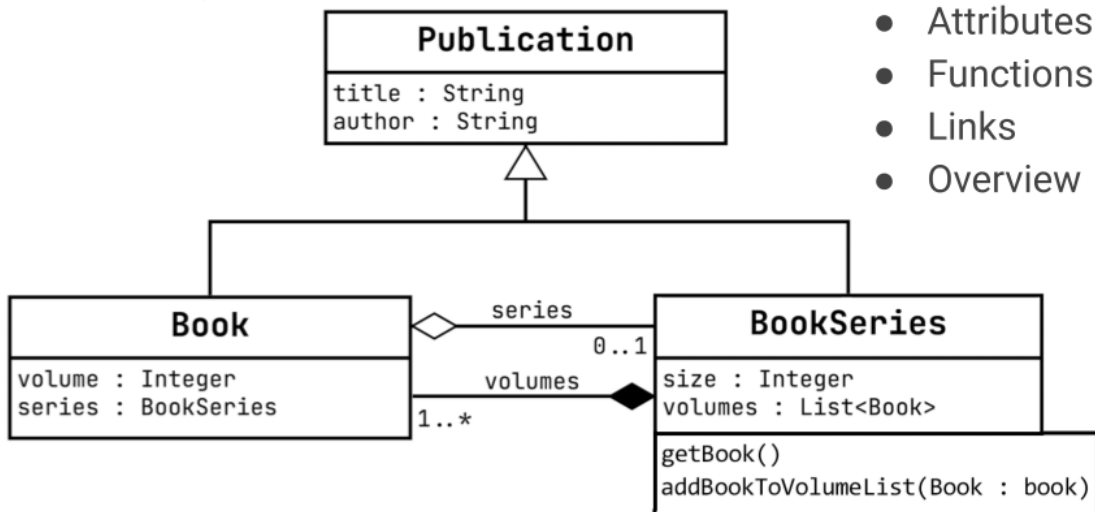 Publication
title : String
author : String
● Attributes
● Functions
● Links
● Overview
Book
volume : Integer
series : BookSeries
series
0..1
volumes
1..*
BookSeries
size : Integer
volumes : List<Book>
getBook()
addBookToVolumeList(Book : book)